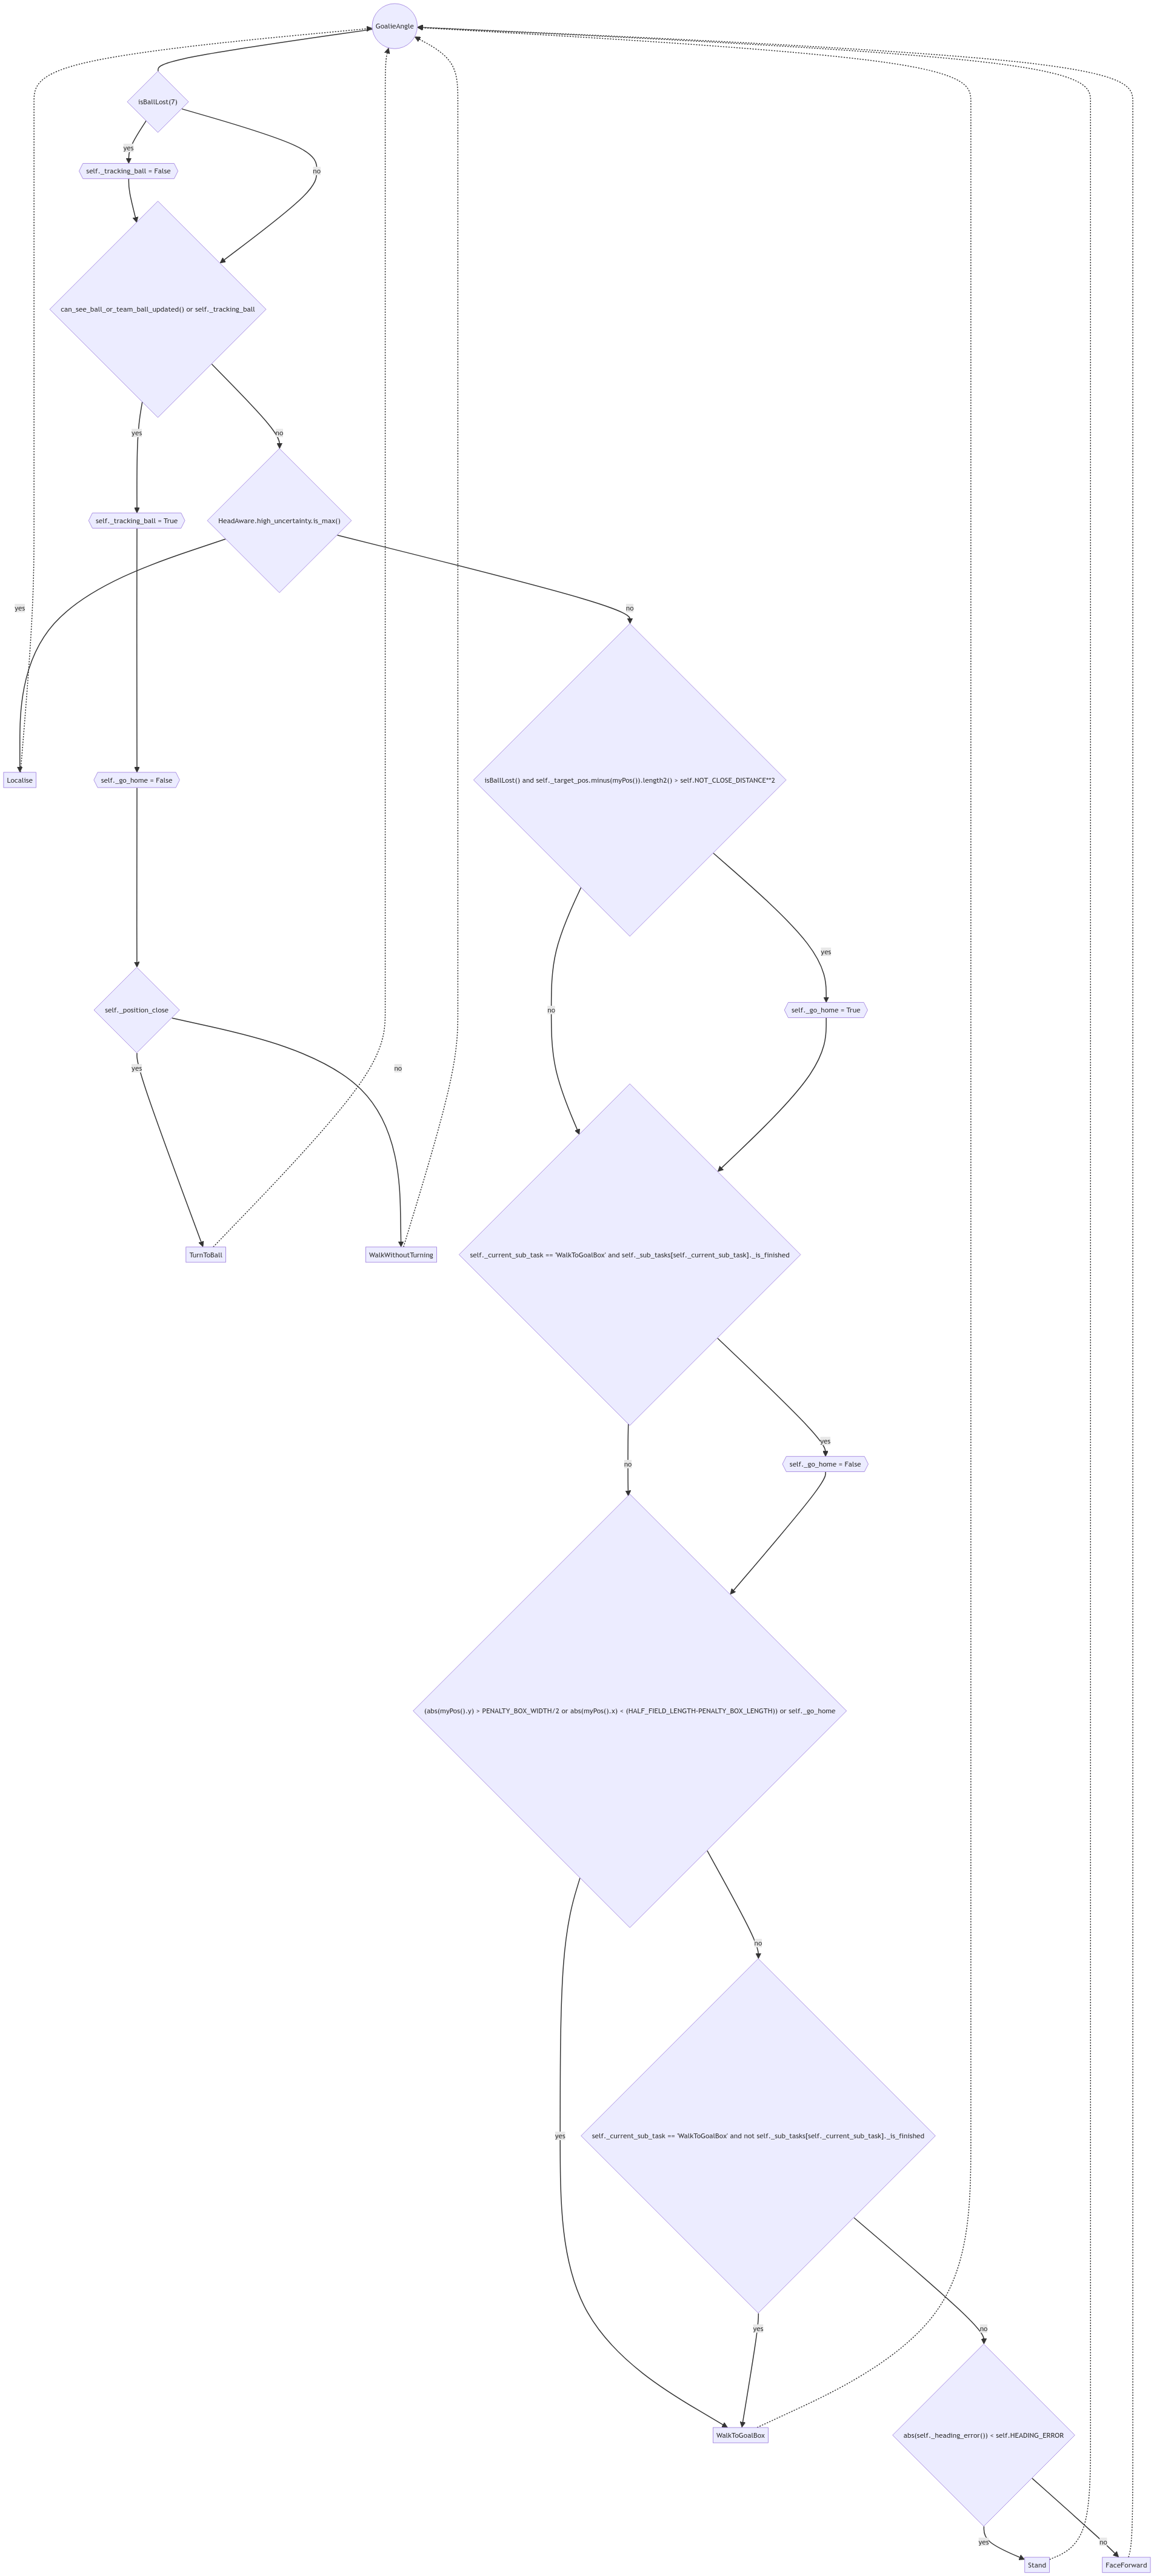 GoalieAngle
isBallLost(7)
yes
self._tracking_ball = False
no
can_see_ball_or_team_ball_updated() or self._tracking_ball
yes
no
self._tracking_ball = True
HeadAware.high_uncertainty.is_max()
yes
no
Localise
self._go_home = False
isBallLost() and self._target_pos.minus(myPos()).length2() > self.NOT_CLOSE_DISTANCE**2
yes
self._position_close
no
self._go_home = True
yes
no
TurnToBall
WalkWithoutTurning
self._current_sub_task == 'WalkToGoalBox' and self._sub_tasks[self._current_sub_task]._is_finished
yes
no
self._go_home = False
(abs(myPos().y) > PENALTY_BOX_WIDTH/2 or abs(myPos().x) < (HALF_FIELD_LENGTH-PENALTY_BOX_LENGTH)) or self._go_home
no
yes
self._current_sub_task == 'WalkToGoalBox' and not self._sub_tasks[self._current_sub_task]._is_finished
yes
no
WalkToGoalBox
abs(self._heading_error()) < self.HEADING_ERROR
yes
no
Stand
FaceForward